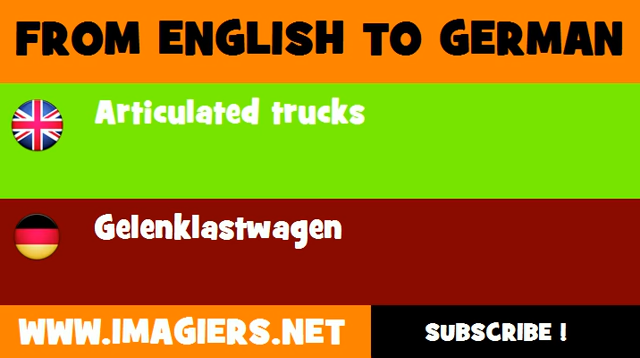 FROM ENGLISH TO GERMAN
Articulated trucks
Gelenklastwagen
WWW.IMAGIERS.NET
SUBSCRIBE !